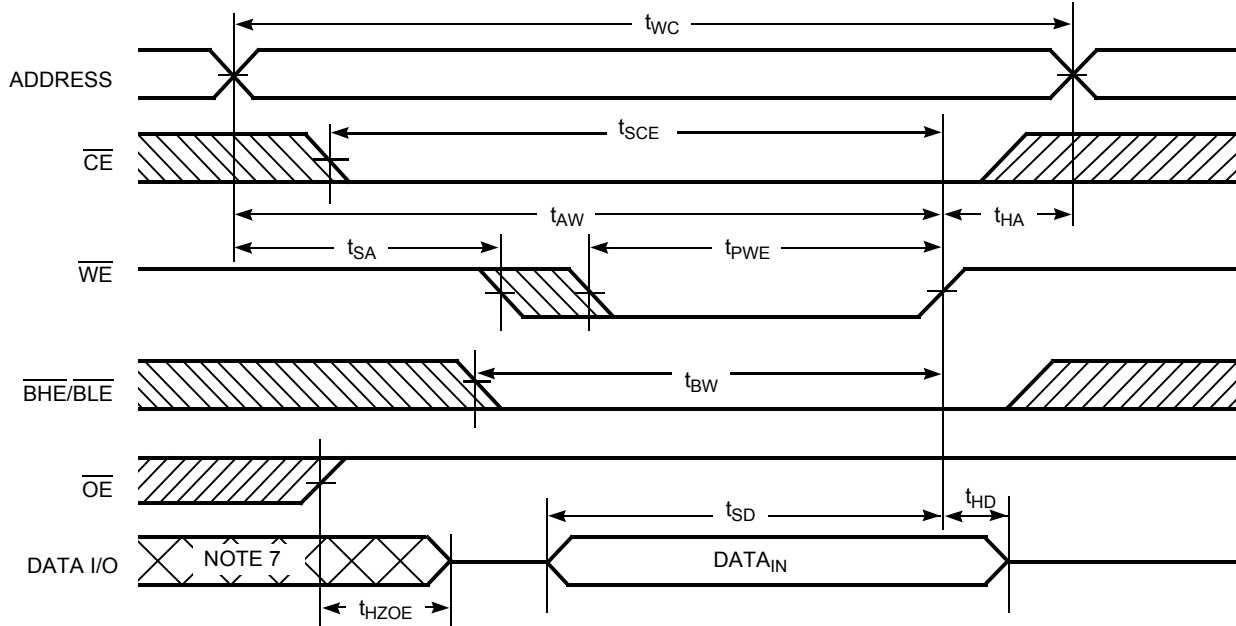 tWC
ADDRESS
tSCE
CE
tAW
tHA
tSA
tPWE
WE
tBW
BHE/BLE
OE
tSD
tHD
DATA I/O
NOTE 7
DATAIN
tHZOE